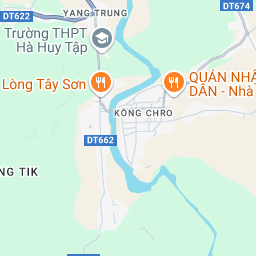 YANG TRUNG
DT622
DT674
Trường THPT
Hà Huy Tập
Lòng Tây Sơn
QUÁN NHÂ
DÂN - Nhà
KÔNG CHRO
DT662
NG TIK